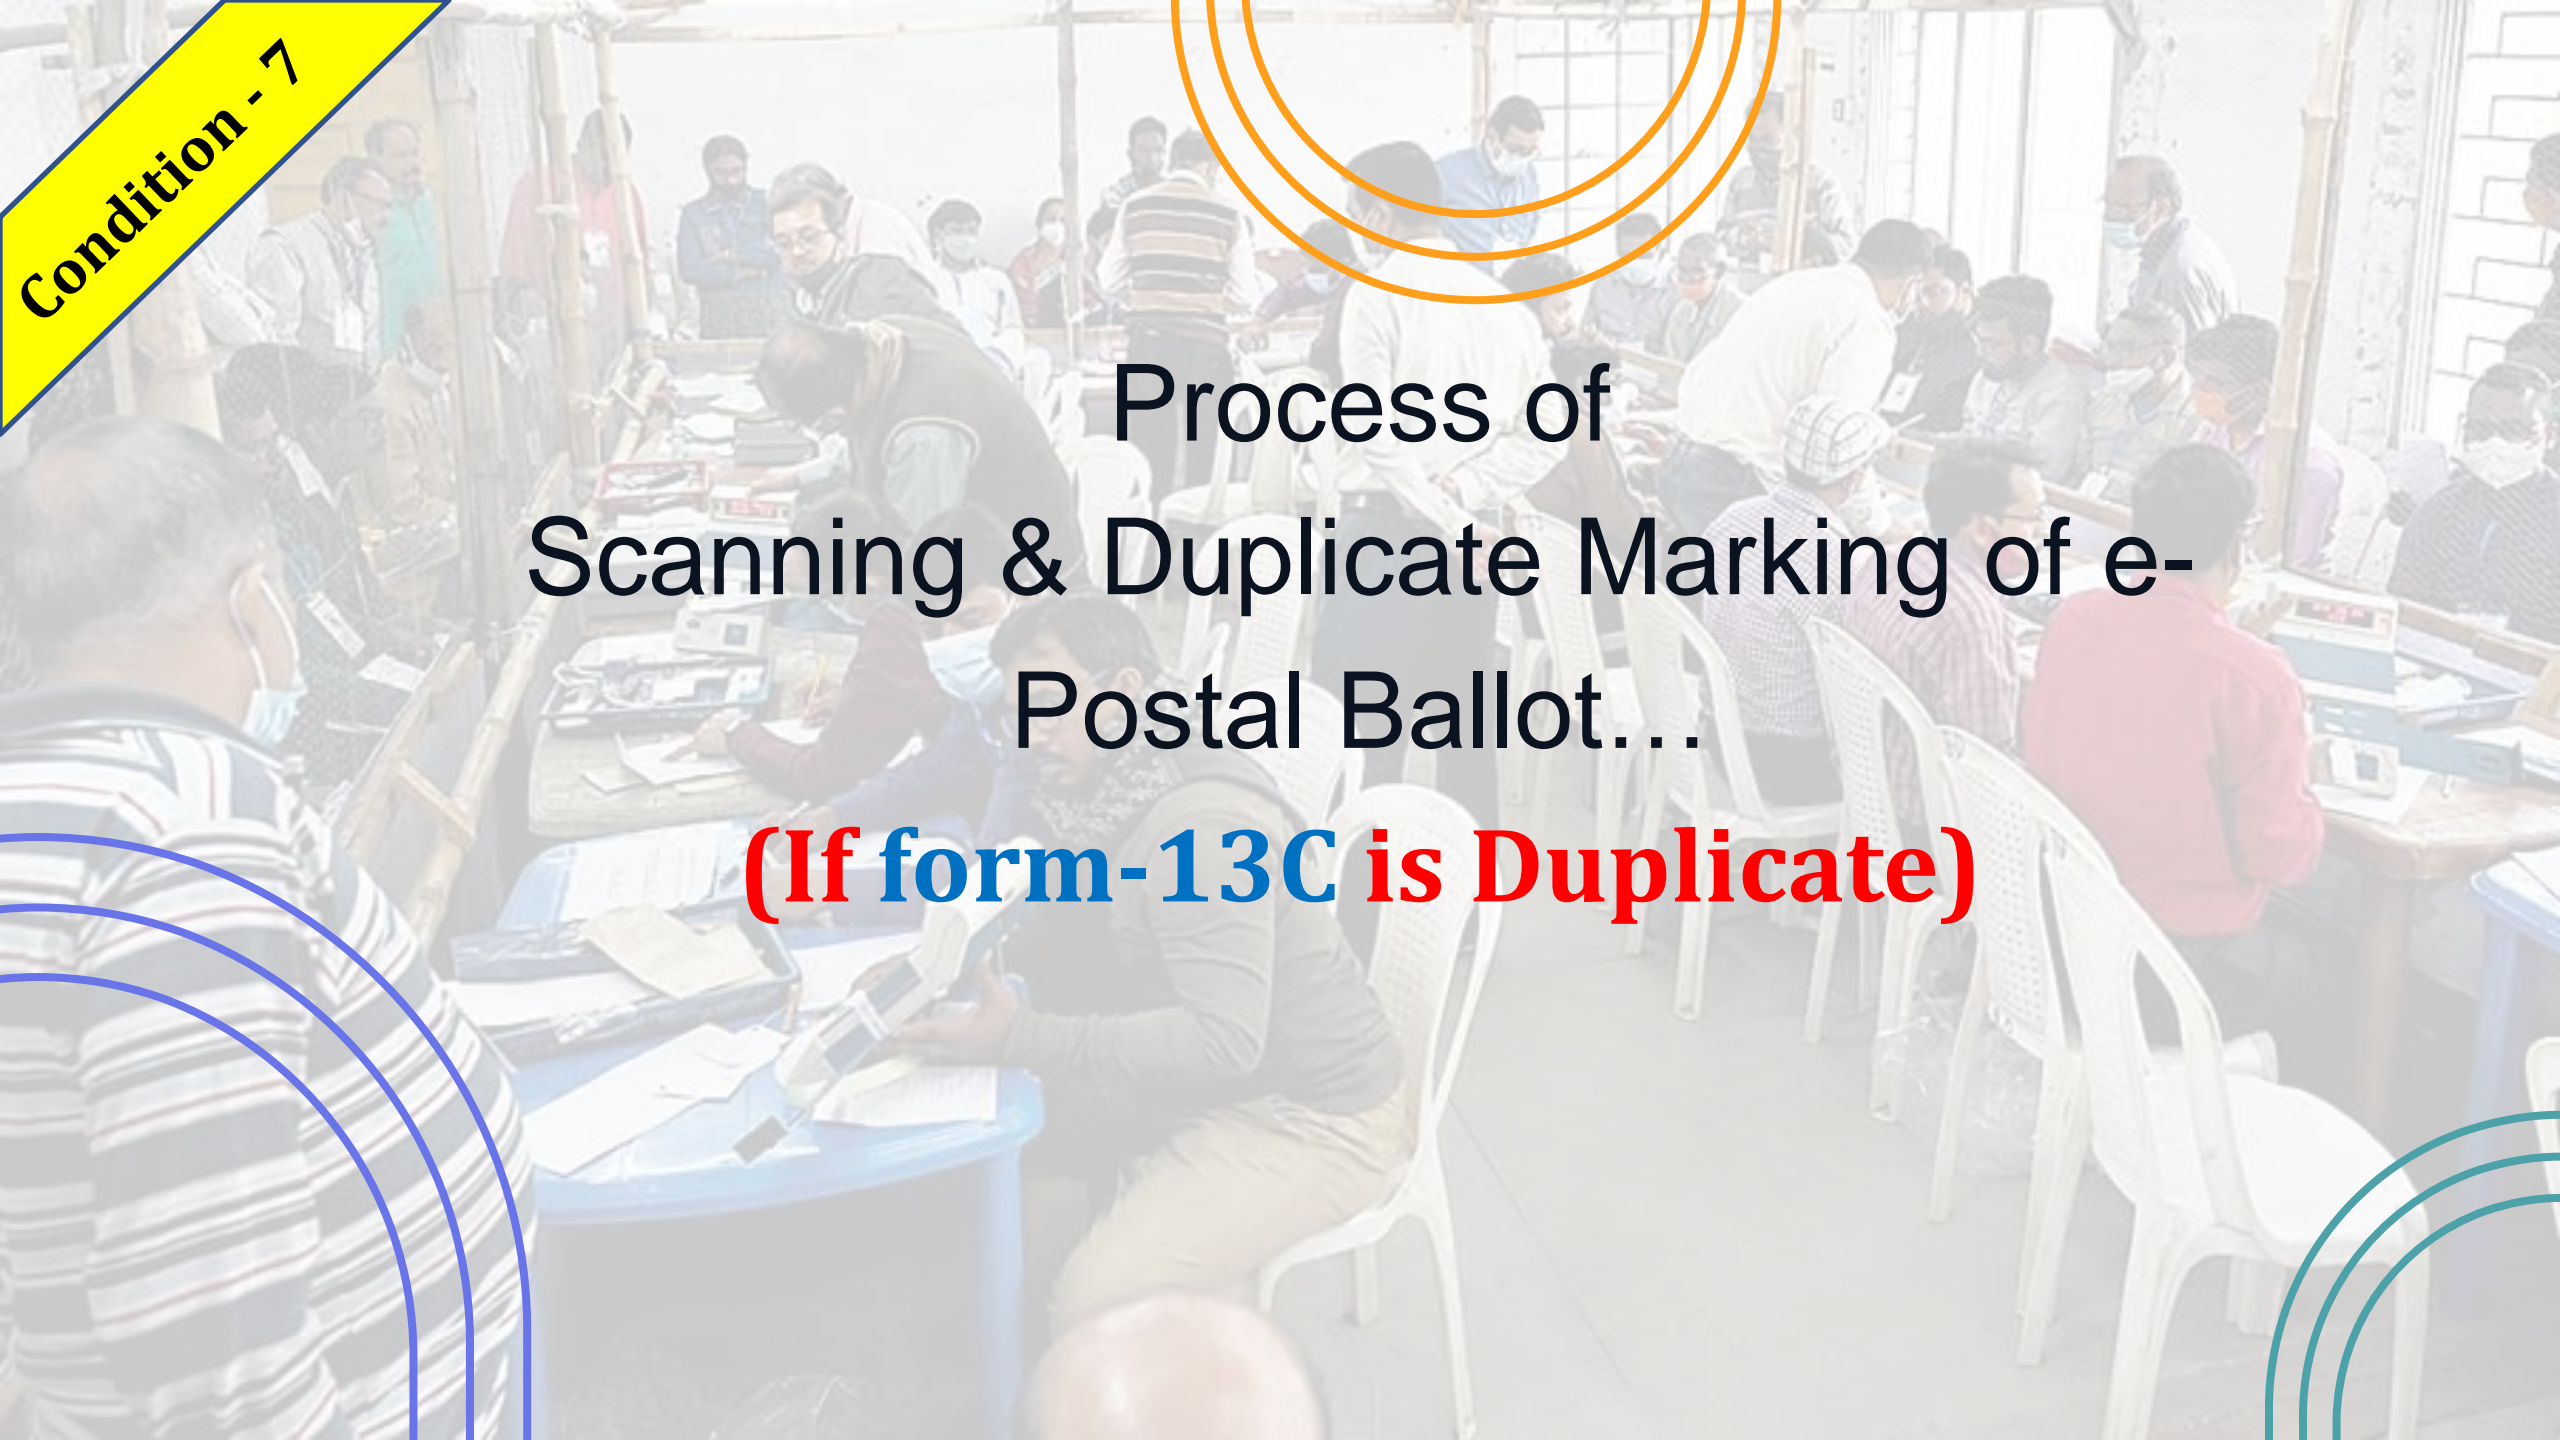 Condition - 7
Process of
Scanning & Duplicate Marking of e-
Postal Ballot…
(If form-13C is Duplicate)